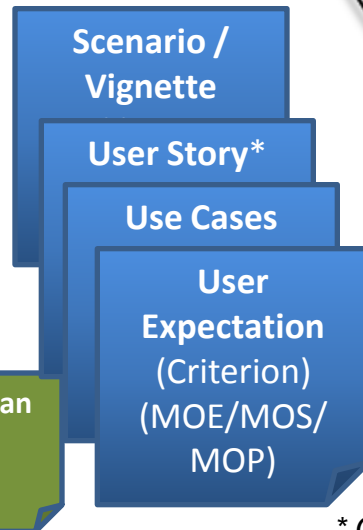 Scenario /
Vignette
User Story*
Use Cases
User
Expectation
(Criterion)
(MOE/MOS/
MOP)
an
*